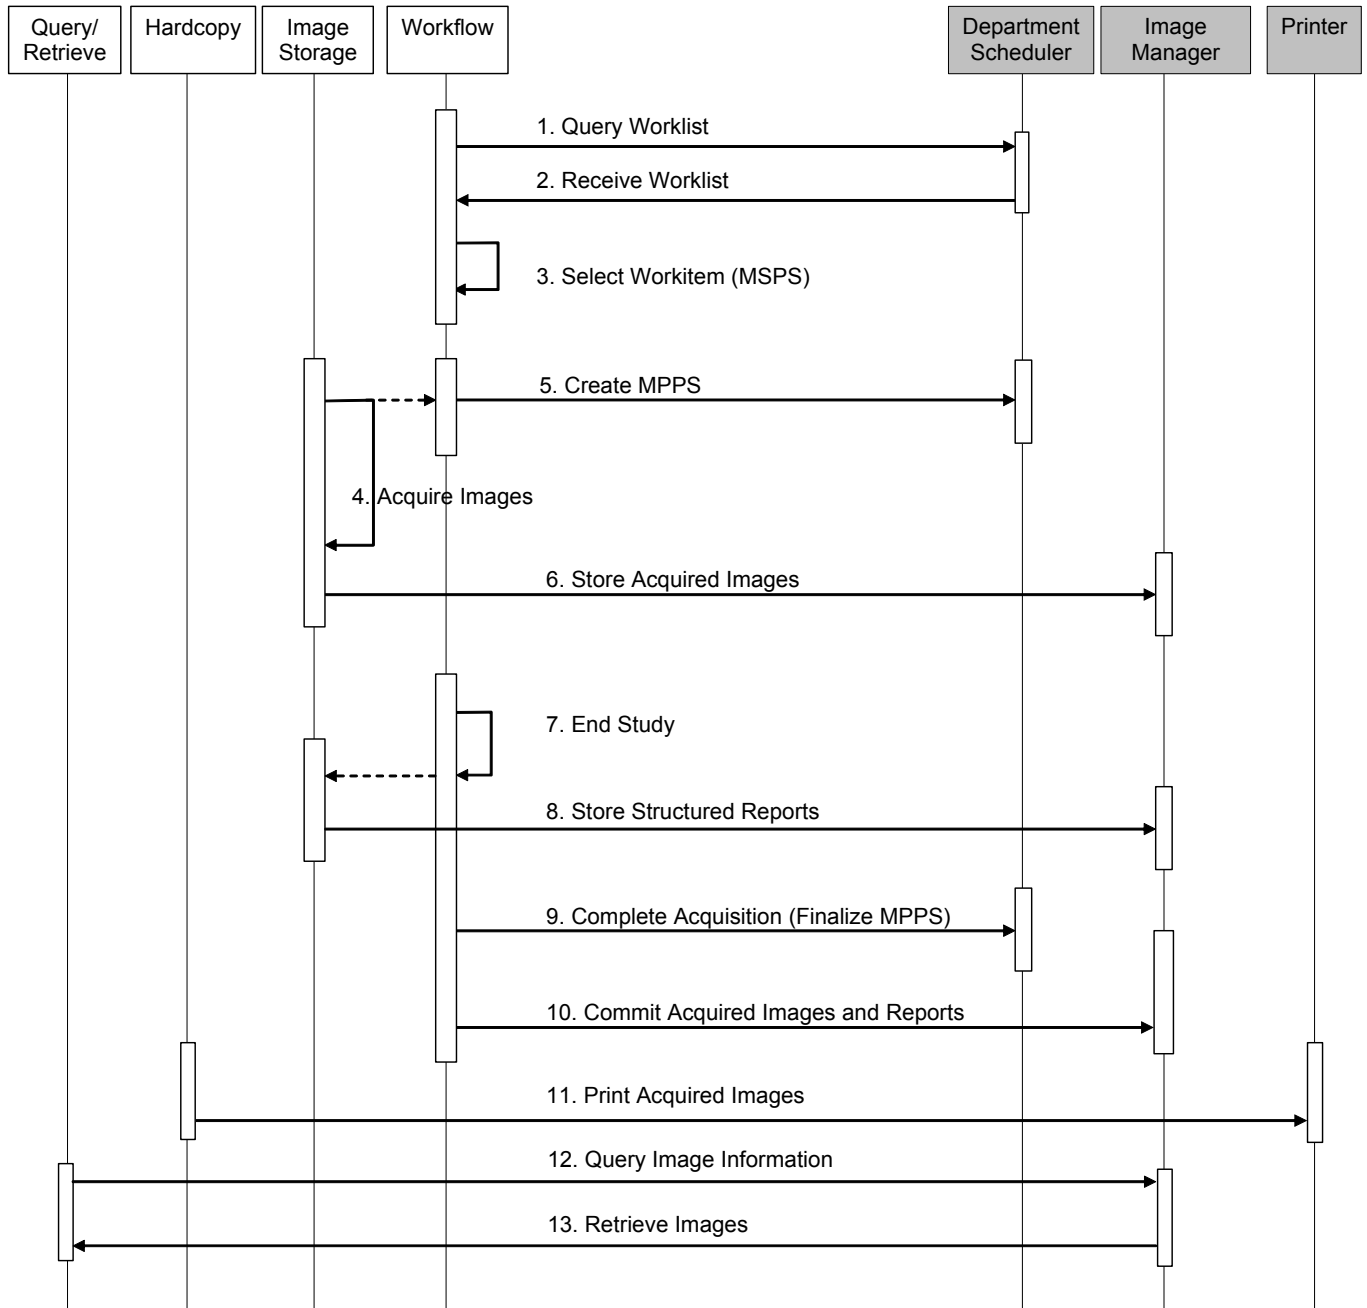 Query/
Retrieve
Hardcopy
Image
Storage
Workflow
Department
Scheduler
Image
Manager
Printer
1. Query Worklist
2. Receive Worklist
3. Select Workitem (MSPS)
5. Create MPPS
4. Acquire Images
6. Store Acquired Images
7. End Study
8. Store Structured Reports
9. Complete Acquisition (Finalize MPPS)
10. Commit Acquired Images and Reports
11. Print Acquired Images
12. Query Image Information
13. Retrieve Images